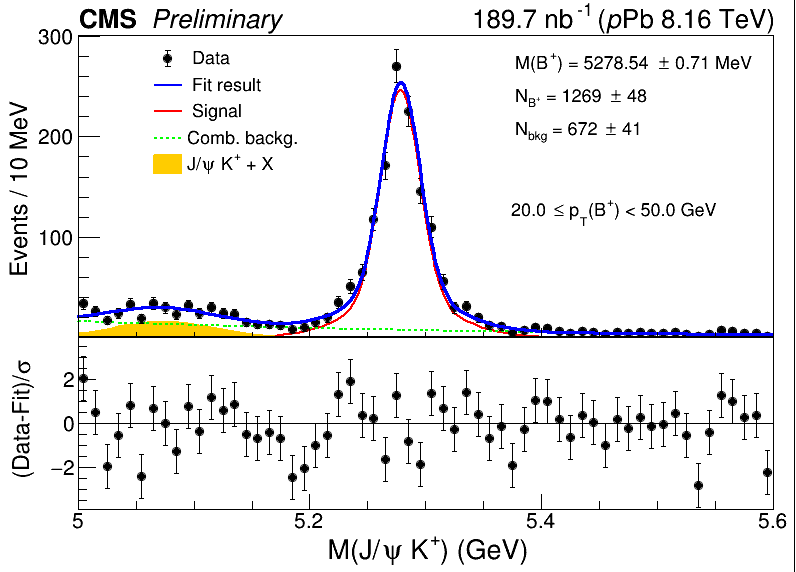 CMS Preliminary 189.7 nb⁻¹ (pPb 8.16 TeV)
300
200
100
Events / 10 MeV
Data
Fit result
Signal
Comb. backg.
J/ψ K⁺ + X
M(B⁺) = 5278.54 ± 0.71 MeV
N_B⁺ = 1269 ± 48
N_bkg = 672 ± 41
20.0 ≤ p_T(B⁺) < 50.0 GeV
(Data-Fit)/σ
2
0
−2
5 5.2 5.4 5.6
M(J/ψ K⁺) (GeV)